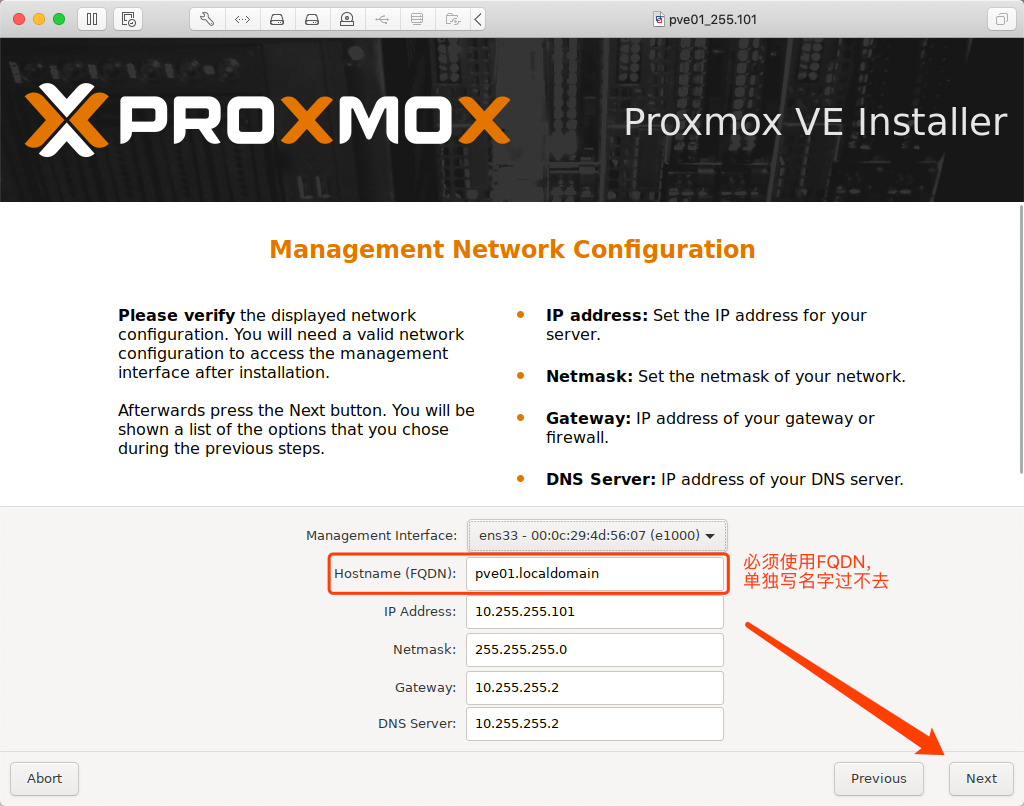 pve01_255.101
PROXMOX
Proxmox VE Installer
Management Network Configuration
Please verify the displayed network
configuration. You will need a valid network
configuration to access the management
interface after installation.
Afterwards press the Next button. You will be
shown a list of the options that you chose
during the previous steps.
IP address: Set the IP address for your
server.
Netmask: Set the netmask of your network.
Gateway: IP address of your gateway or
firewall.
DNS Server: IP address of your DNS server.
Management Interface: ens33 - 00:0c:29:4d:56:07 (e1000)
Hostname (FQDN): pve01.localdomain
必须使用FQDN,
单独写名字过不去
IP Address: 10.255.255.101
Netmask: 255.255.255.0
Gateway: 10.255.255.2
DNS Server: 10.255.255.2
Abort
Previous
Next